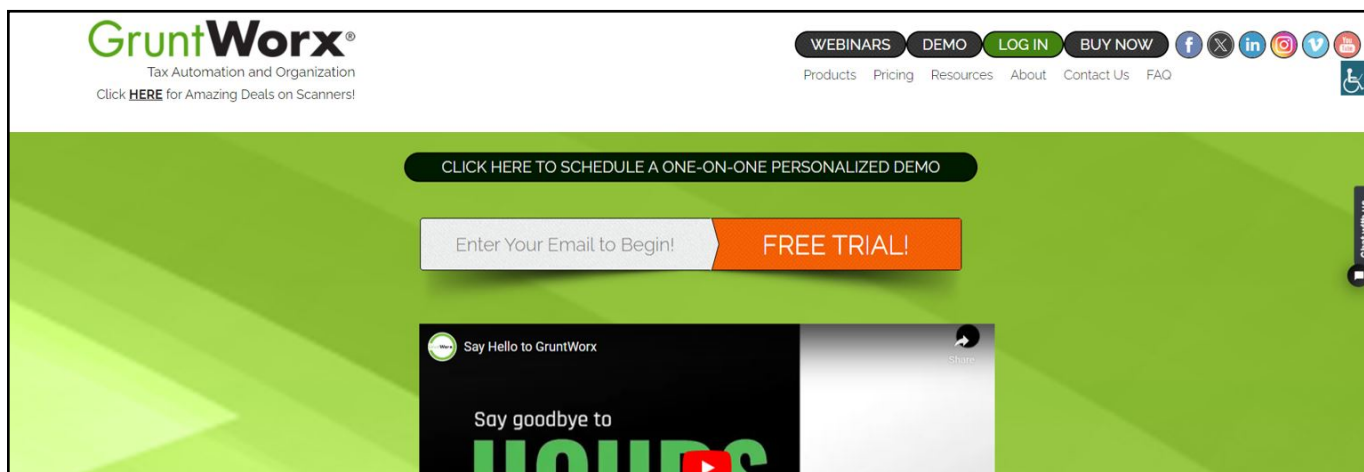 GruntWorx®
Tax Automation and Organization
Click HERE for Amazing Deals on Scanners!
WEBINARS DEMO LOG IN BUY NOW
Products Pricing Resources About Contact Us FAQ
CLICK HERE TO SCHEDULE A ONE-ON-ONE PERSONALIZED DEMO
Enter Your Email to Begin! FREE TRIAL!
Say Hello to GruntWorx
Share
Say goodbye to
HOURS